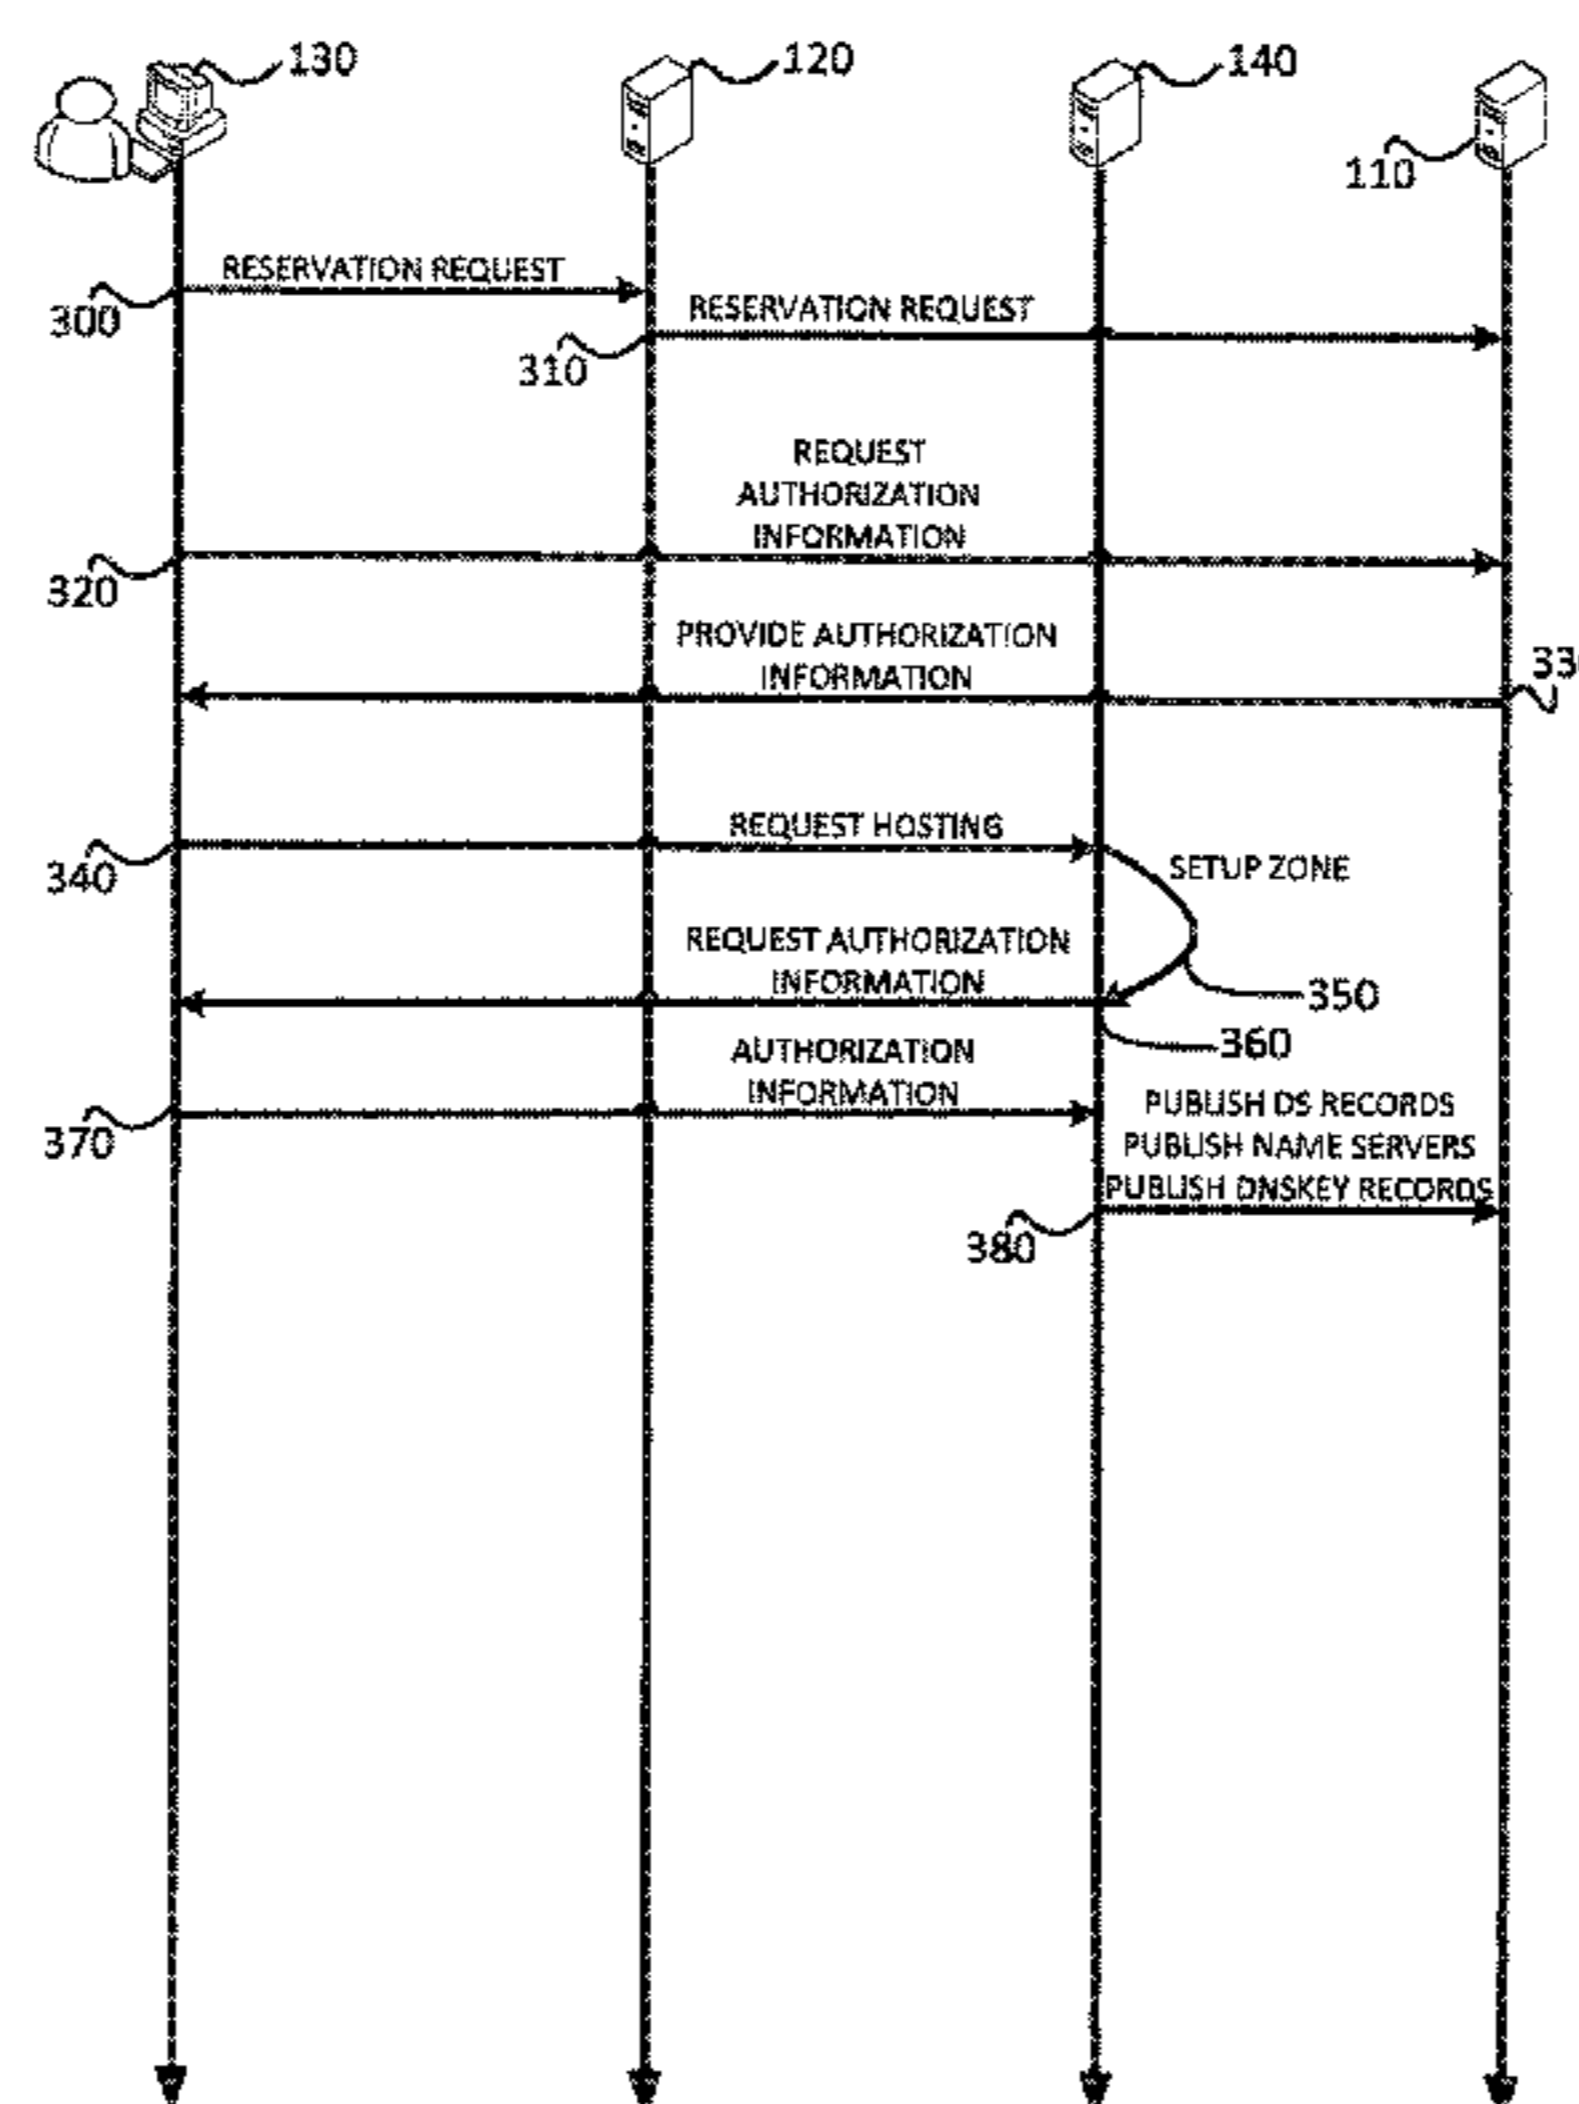 130
120
140
110
RESERVATION REQUEST
300
RESERVATION REQUEST
310
REQUEST
AUTHORIZATION
INFORMATION
320
PROVIDE AUTHORIZATION
INFORMATION
330
REQUEST HOSTING
340
SETUP ZONE
REQUEST AUTHORIZATION
INFORMATION
350
360
AUTHORIZATION
INFORMATION
370
PUBLISH DS RECORDS
PUBLISH NAME SERVERS
PUBLISH DNSKEY RECORDS
380